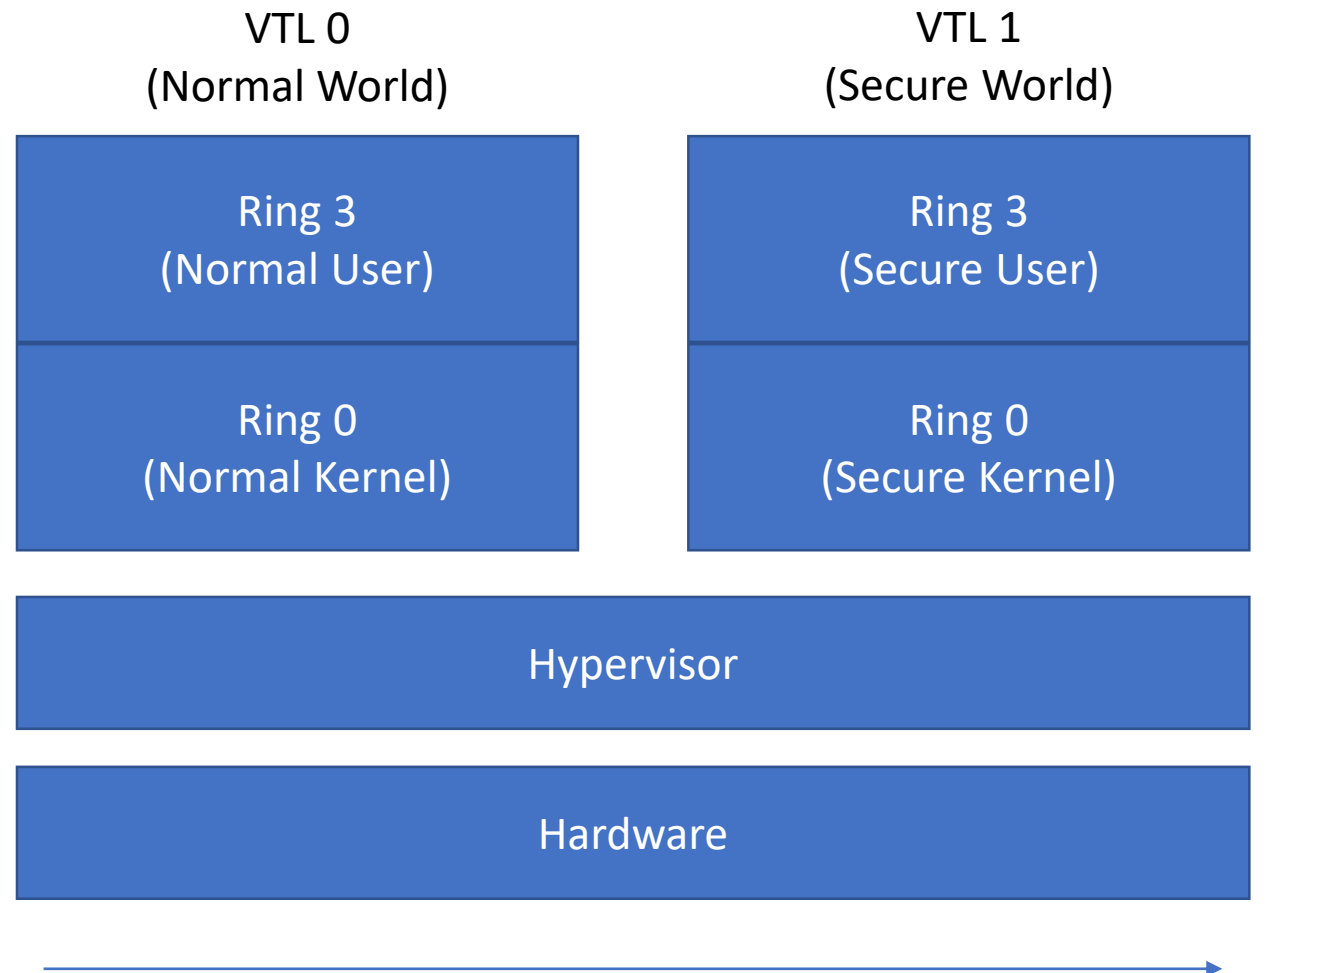 VTL 0
(Normal World)
VTL 1
(Secure World)
Ring 3
(Normal User)
Ring 3
(Secure User)
Ring 0
(Normal Kernel)
Ring 0
(Secure Kernel)
Hypervisor
Hardware